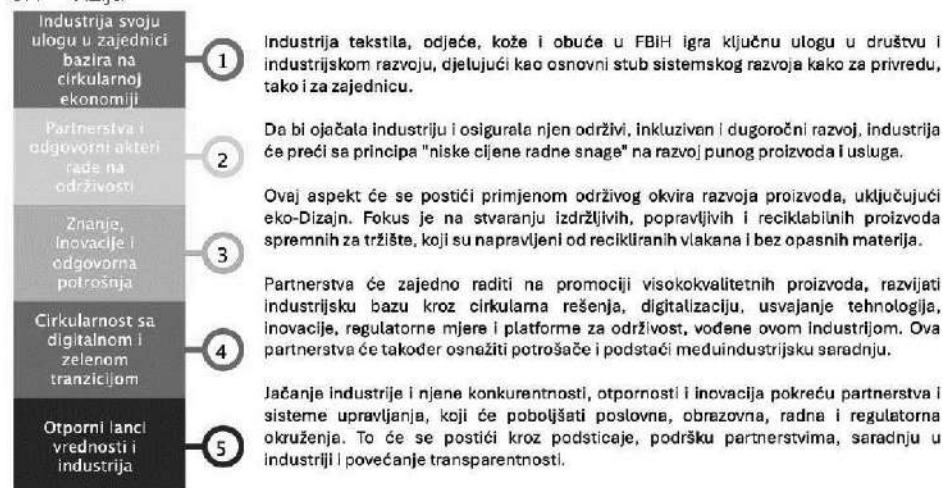 Industrija svoju
ulogu u zajednici
bazira na
cirkularnoj
ekonomiji
1
Industrija tekstila, odjeće, kože i obuće u FBiH igra ključnu ulogu u društvu i
industrijskom razvoju, djelujući kao osnovni stub sistemskog razvoja kako za privredu,
tako i za zajednicu.
Partnerstva i
odgovorni akteri
rade na
održivosti
2
Da bi ojačala industriju i osigurala njen održivi, inkluzivan i dugoročni razvoj, industrija
će preći sa principa "niske cijene radne snage" na razvoj punog proizvoda i usluga.
Znanje,
Inovacije i
odgovorna
potrošnja
3
Ovaj aspekt će se postići primjenom održivog okvira razvoja proizvoda, uključujući
eko-Dizajn. Fokus je na stvaranju izdržljivih, popravljivih i reciklabilnih proizvoda
spremnih za tržište, koji su napravljeni od recikliranih vlakana i bez opasnih materija.
Cirkularnost sa
digitalnom i
zelenom
tranzicijom
4
Partnerstva će zajedno raditi na promociji visokokvalitetnih proizvoda, razvijati
industrijsku bazu kroz cirkularna rešenja, digitalizaciju, usvajanje tehnologija,
inovacije, regulatorne mjere i platforme za održivost, vođene ovom industrijom. Ova
partnerstva će također osnažiti potrošače i podstaći međuindustrijsku saradnju.
Otporni lanci
vrednosti i
industrija
5
Jačanje industrije i njene konkurentnosti, otpornosti i inovacija pokreću partnerstva i
sisteme upravljanja, koji će poboljšati poslovna, obrazovna, radna i regulatorna
okruženja. To će se postići kroz podsticaje, podršku partnerstvima, saradnju u
industriji i povećanje transparentnosti.